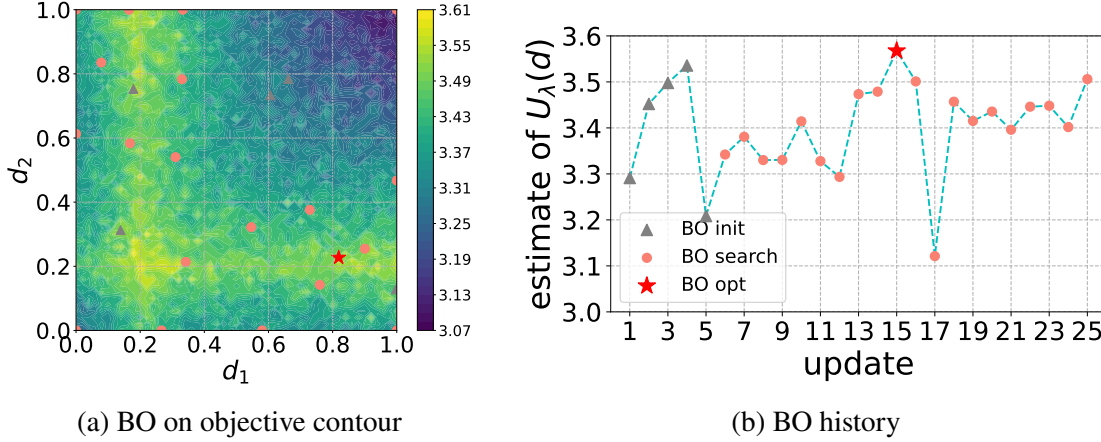 1.0
0.8
0.6
0.4
0.2
0.0
d2
0.0 0.2 0.4 0.6 0.8 1.0
d1
3.61
3.55
3.49
3.43
3.37
3.31
3.25
3.19
3.13
3.07
(a) BO on objective contour
3.6
3.5
3.4
3.3
3.2
3.1
3.0
estimate of Uλ(d)
BO init
BO search
BO opt
1 3 5 7 9 11 13 15 17 19 21 23 25
update
(b) BO history